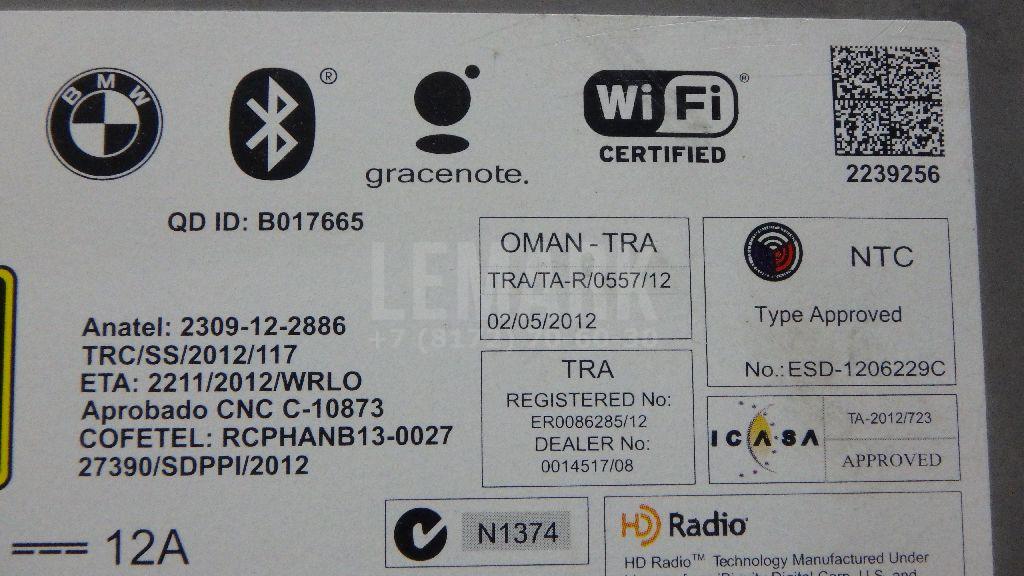 BMW
®
gracenote.
Wi Fi ®
CERTIFIED
2239256
QD ID: B017665
OMAN - TRA
TRA/TA-R/0557/12
02/05/2012
NTC
Type Approved
No.: ESD-1206229C
Anatel: 2309-12-2886
TRC/SS/2012/117
ETA: 2211/2012/WRLO
Aprobado CNC C-10873
COFETEL: RCPHANB13-0027
27390/SDPPI/2012
TRA
REGISTERED No:
ER0086285/12
DEALER No:
0014517/08
ICASA
TA-2012/723
APPROVED
12A
N1374
HD Radio
HD Radio™ Technology Manufactured Under